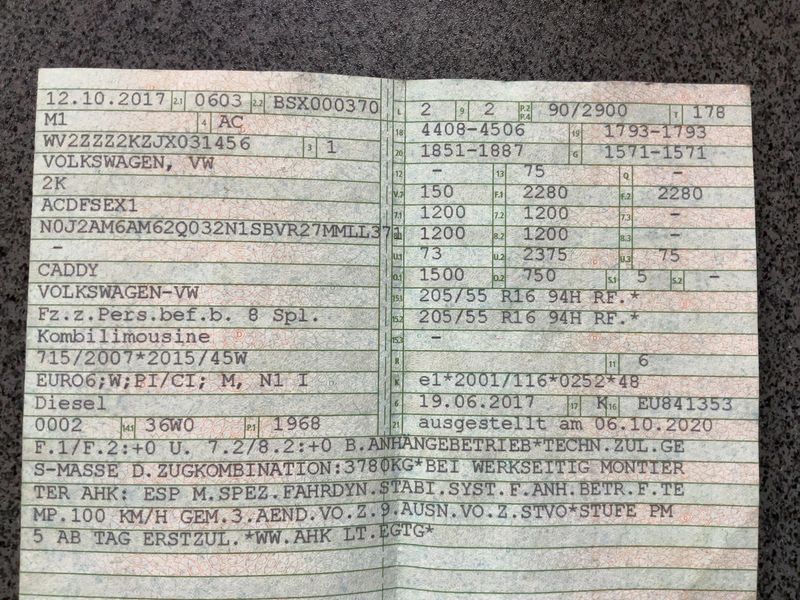 12.10.2017 2.1 0603 2.2 BSX000370
M1 4 AC
WV2ZZZ2KZJX031456 3 1
VOLKSWAGEN, VW
2K
ACDFSEX1
N0J2AM6AM62Q032N1SBVR27MMLL371
-
CADDY
VOLKSWAGEN-VW
Fz.z.Pers.bef.b. 8 Spl.
Kombilimousine
715/2007*2015/45W
EURO6;W;PI/CI; M, N1 I
Diesel
0002 14.1 36W0 P.1 1968
L 2 9 2 P.2 P.4 90/2900 T 178
18 4408-4506 19 1793-1793
20 1851-1887 G 1571-1571
12 - 13 75 Q -
V.7 150 F.1 2280 F.2 2280
7.1 1200 7.2 1200 7.3 -
8.1 1200 8.2 1200 8.3 -
U.1 73 U.2 2375 U.3 75
O.1 1500 O.2 750 S.1 5 S.2 -
15.1 205/55 R16 94H RF.*
15.2 205/55 R16 94H RF.*
15.3 -
R 11 6
K e1*2001/116*0252*48
6 19.06.2017 17 K 16 EU841353
21 ausgestellt am 06.10.2020
F.1/F.2:+0 U. 7.2/8.2:+0 B.ANHÄNGEBETRIEB*TECHN.ZUL.GE
S-MASSE D.ZUGKOMBINATION:3780KG*BEI WERKSEITIG MONTIER
TER AHK: ESP M.SPEZ.FAHRDYN.STABI.SYST.F.ANH.BETR.F.TE
MP.100 KM/H GEM.3.AEND.VO.Z.9.AUSN.VO.Z.STVO*STUFE PM
5 AB TAG ERSTZUL.*WW.AHK LT.EGTG*